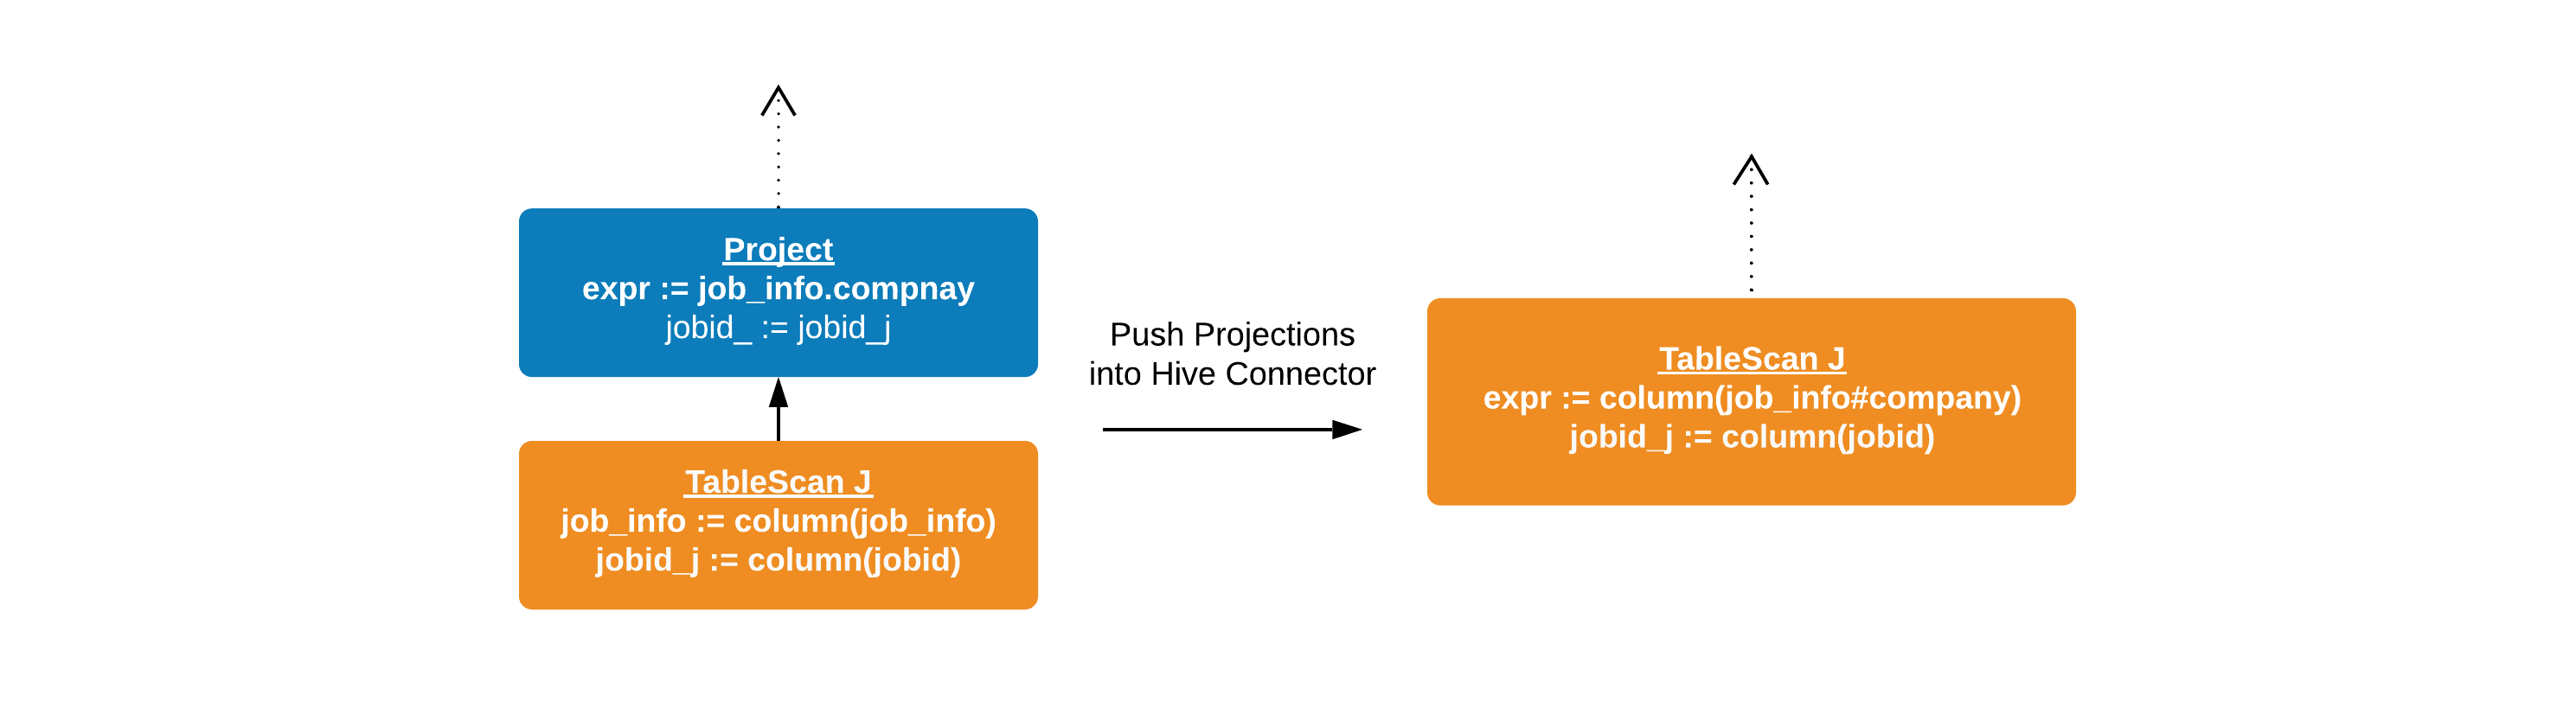 Project
expr := job_info.compnay
jobid_ := jobid_j
TableScan J
job_info := column(job_info)
jobid_j := column(jobid)
Push Projections
into Hive Connector
TableScan J
expr := column(job_info#company)
jobid_j := column(jobid)